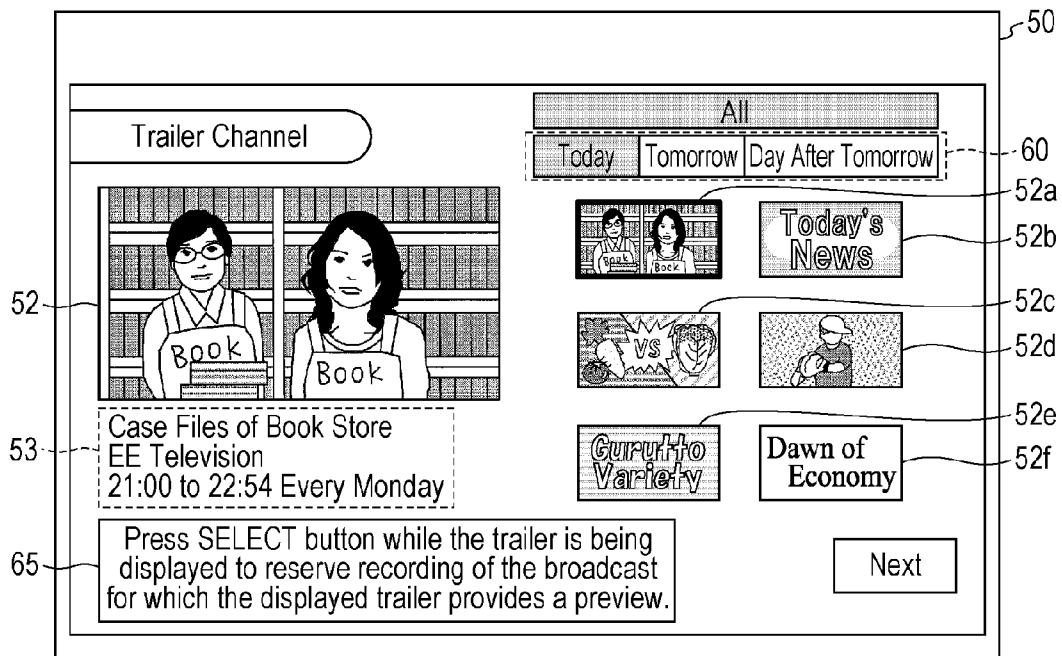 50
Trailer Channel
All
Today Tomorrow Day After Tomorrow
60
52a
Book Book
Today's
News
52b
52
Book Book
52c
VS
52d
53
Case Files of Book Store
EE Television
21:00 to 22:54 Every Monday
52e
Gurutto
Variety
Dawn of
Economy
52f
65
Press SELECT button while the trailer is being
displayed to reserve recording of the broadcast
for which the displayed trailer provides a preview.
Next